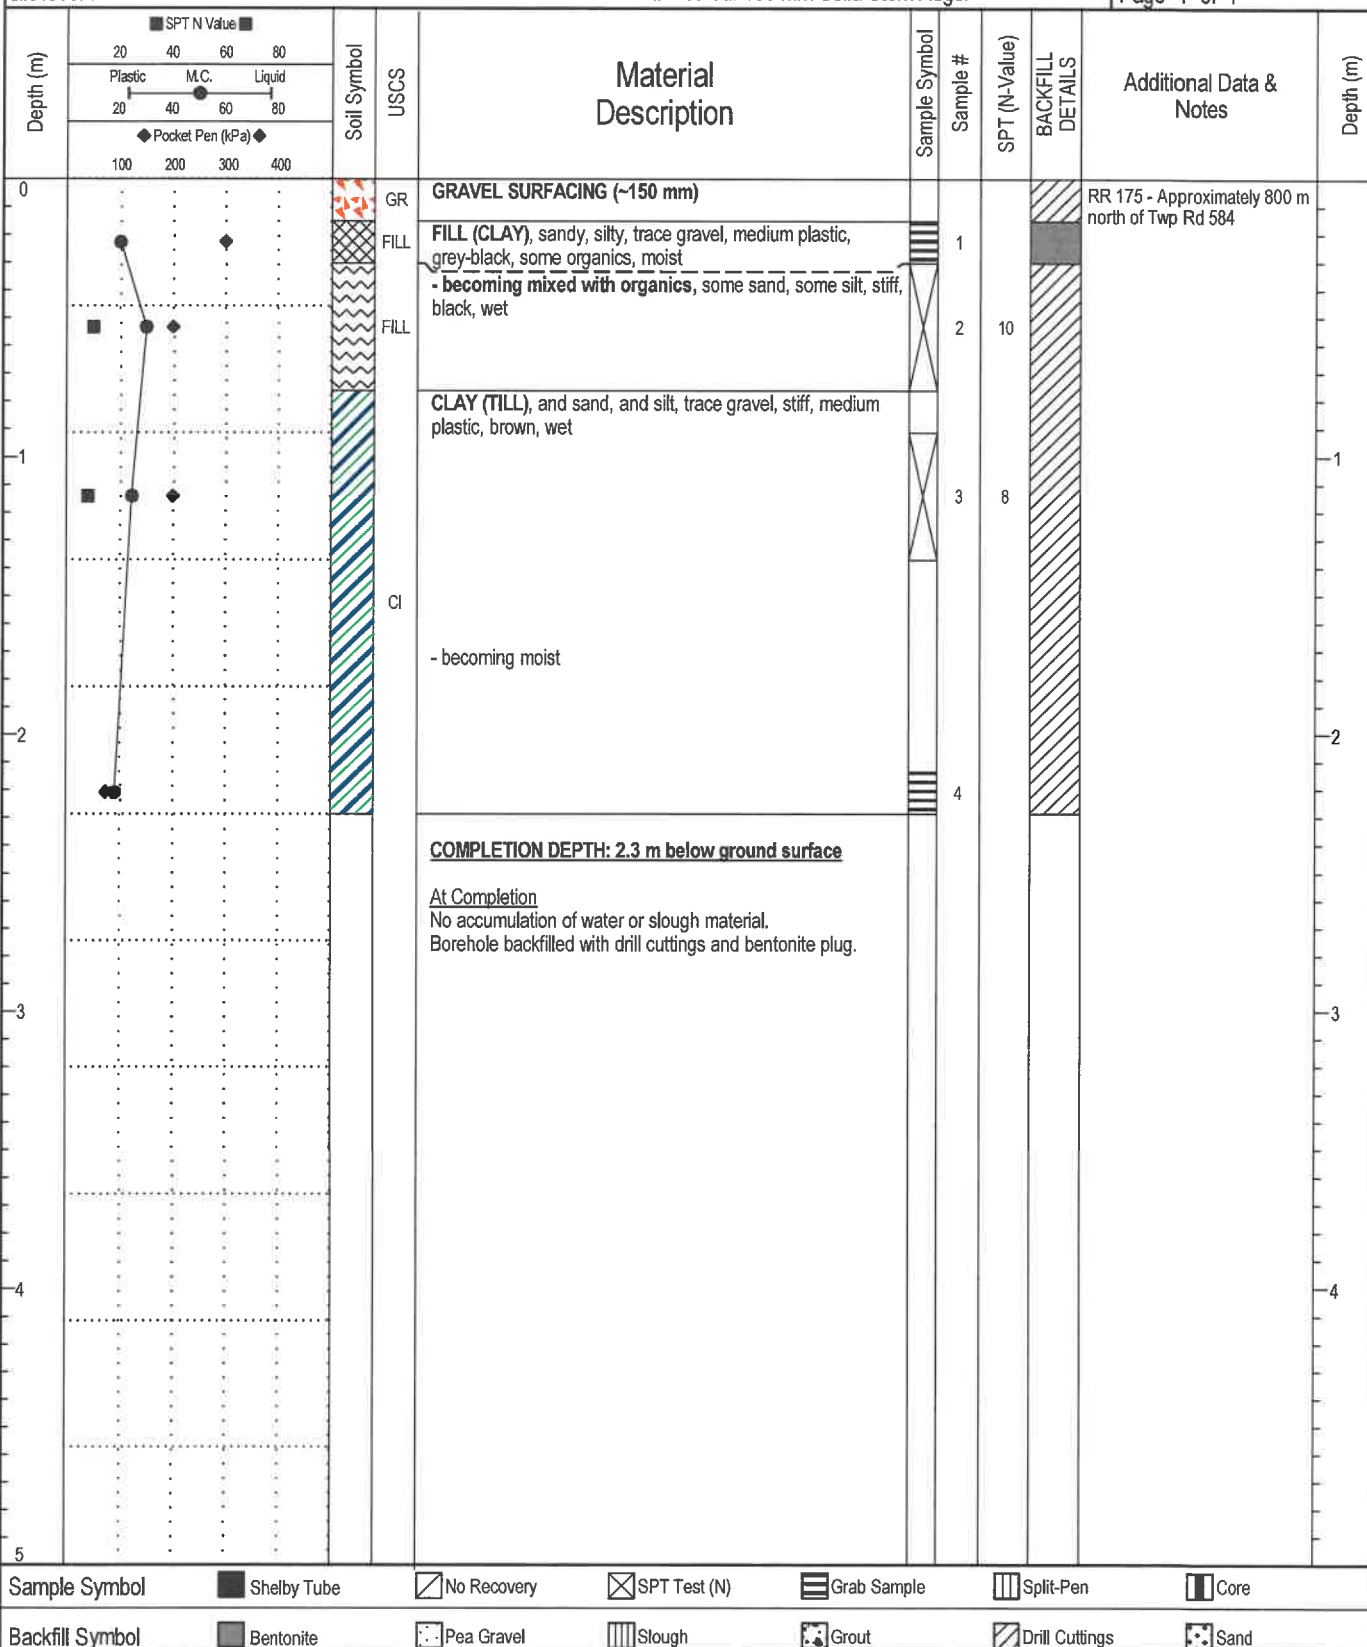 Page 1 of 1
SPT N Value
20 40 60 80
Plastic M.C. Liquid
20 40 60 80
Pocket Pen (kPa)
100 200 300 400
Depth (m)
Soil Symbol
USCS
Material
Description
Sample Symbol
Sample #
SPT (N-Value)
BACKFILL
DETAILS
Additional Data &
Notes
Depth (m)
0
GR
GRAVEL SURFACING (~150 mm)
RR 175 - Approximately 800 m
north of Twp Rd 584
FILL
FILL (CLAY), sandy, silty, trace gravel, medium plastic,
grey-black, some organics, moist
1
- becoming mixed with organics, some sand, some silt, stiff,
black, wet
FILL
2 10
CLAY (TILL), and sand, and silt, trace gravel, stiff, medium
plastic, brown, wet
1 1
3 8
CI
- becoming moist
2 2
4
COMPLETION DEPTH: 2.3 m below ground surface
At Completion
No accumulation of water or slough material.
Borehole backfilled with drill cuttings and bentonite plug.
3 3
4 4
5
Sample Symbol Shelby Tube No Recovery SPT Test (N) Grab Sample Split-Pen Core
Backfill Symbol Bentonite Pea Gravel Slough Grout Drill Cuttings Sand